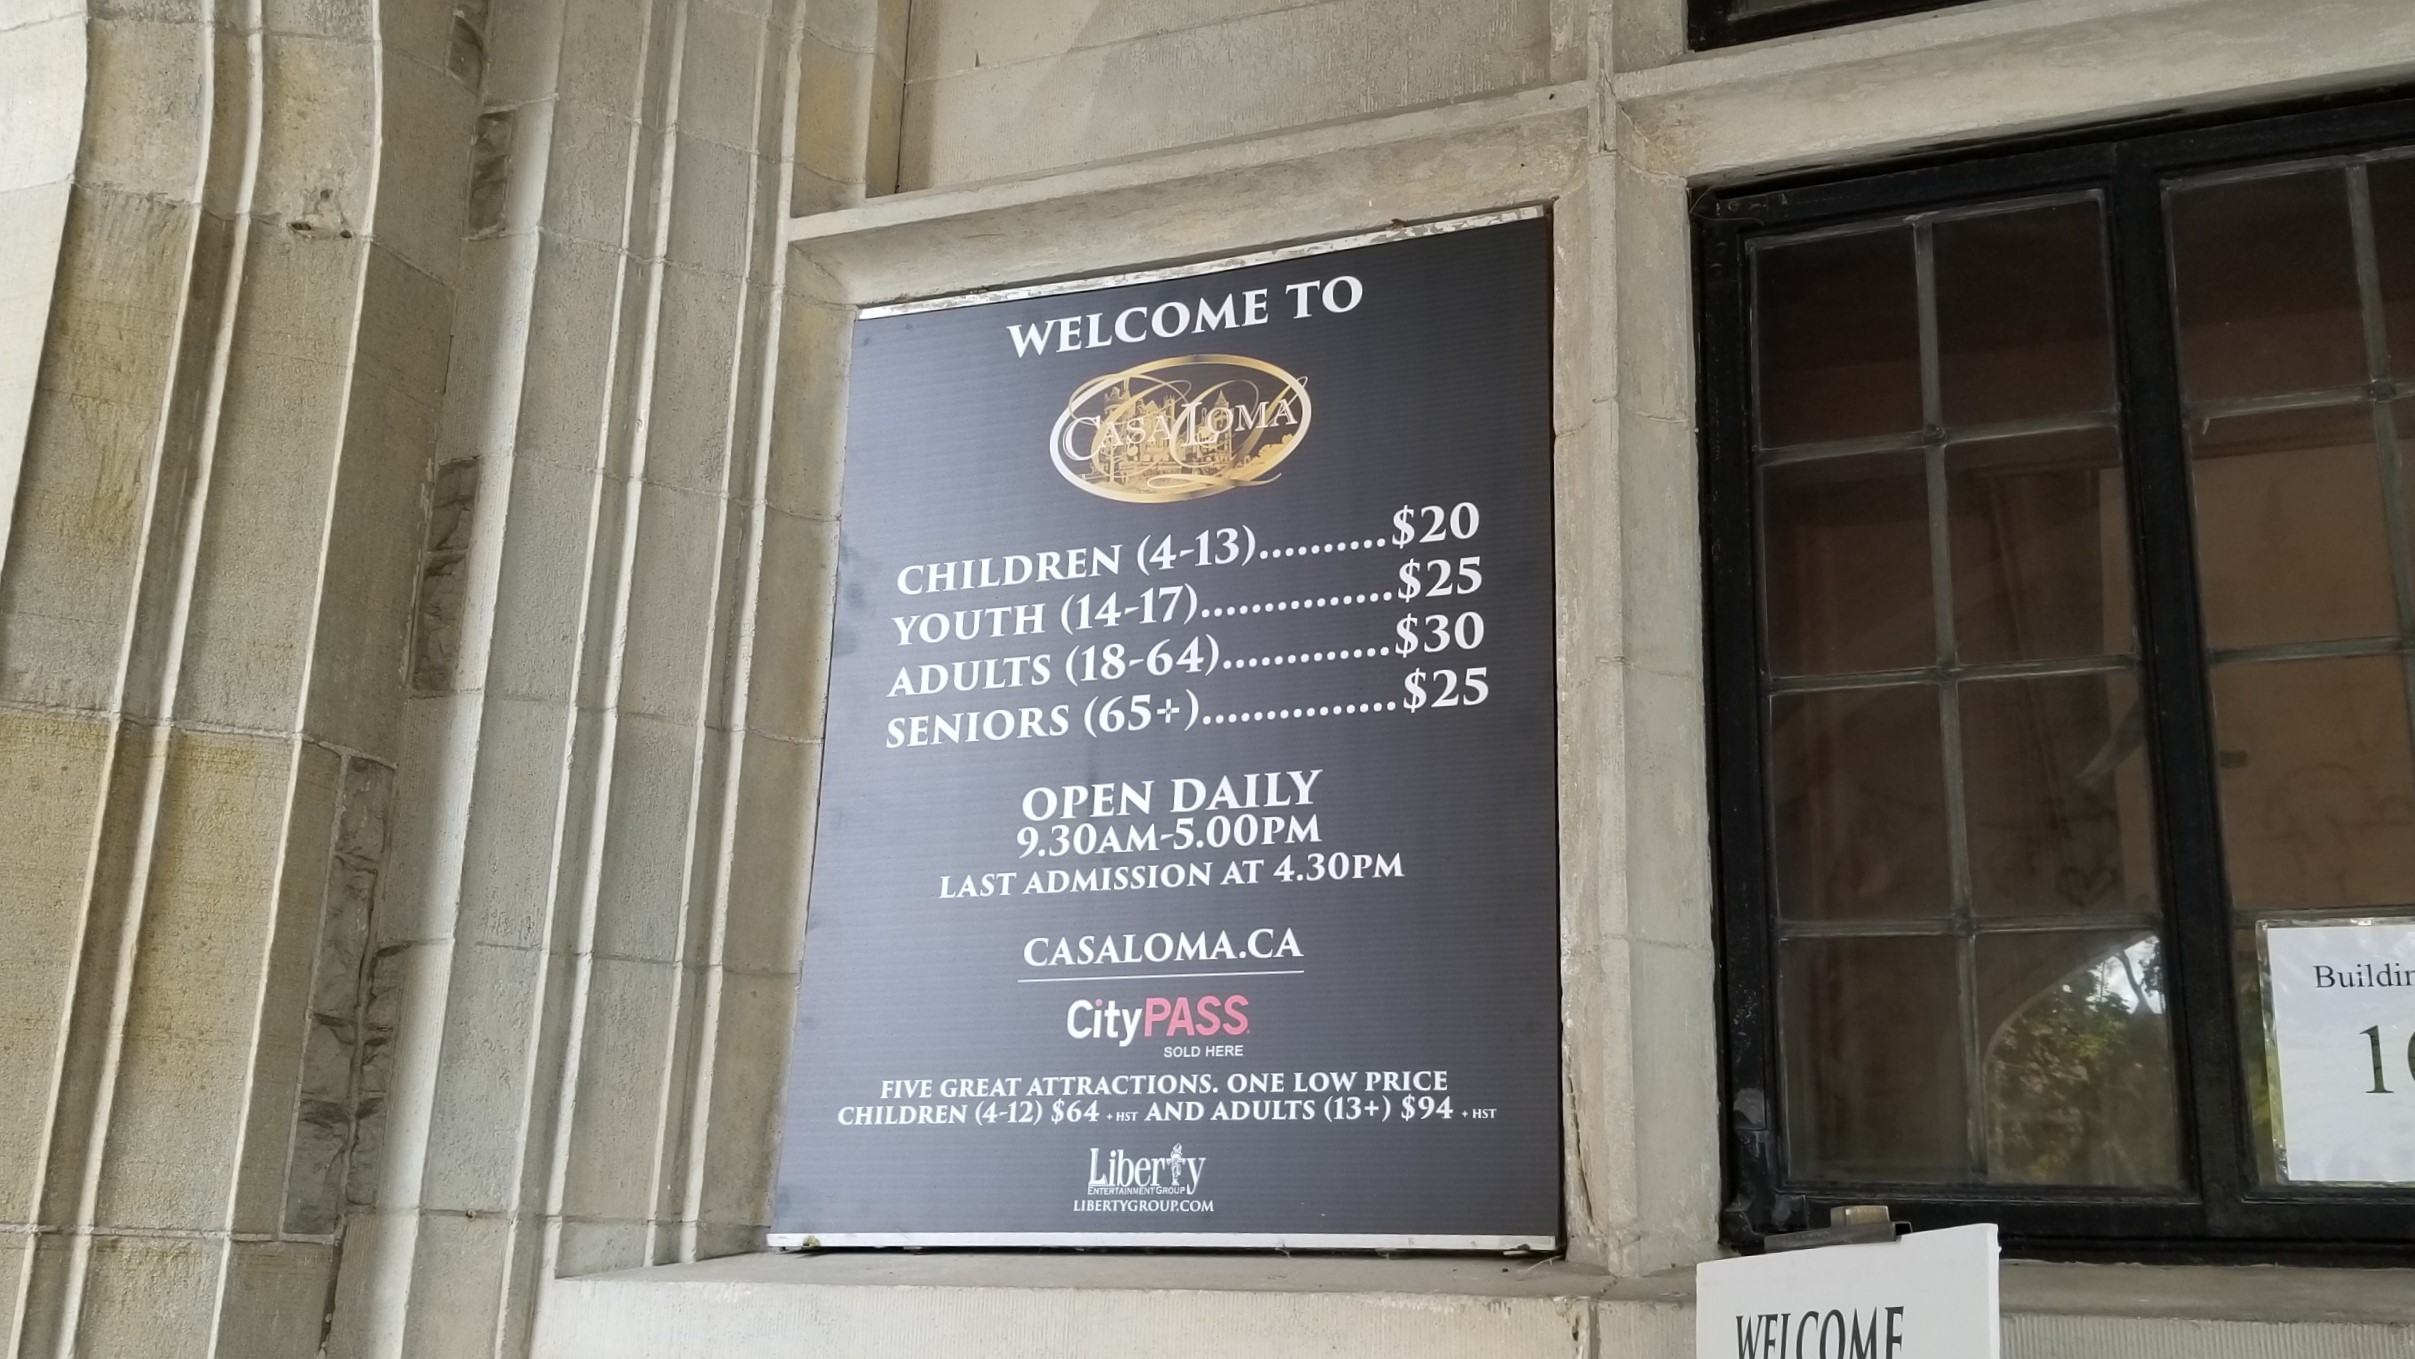 WELCOME TO
CASA LOMA
CHILDREN (4-13)..........$20
YOUTH (14-17)...............$25
ADULTS (18-64).............$30
SENIORS (65+)...............$25
OPEN DAILY
9.30AM-5.00PM
LAST ADMISSION AT 4.30PM
CASALOMA.CA
CityPASS
SOLD HERE
FIVE GREAT ATTRACTIONS. ONE LOW PRICE
CHILDREN (4-12) $64 + HST AND ADULTS (13+) $94 + HST
Liberty
ENTERTAINMENT GROUP
LIBERTYGROUP.COM
WELCOME